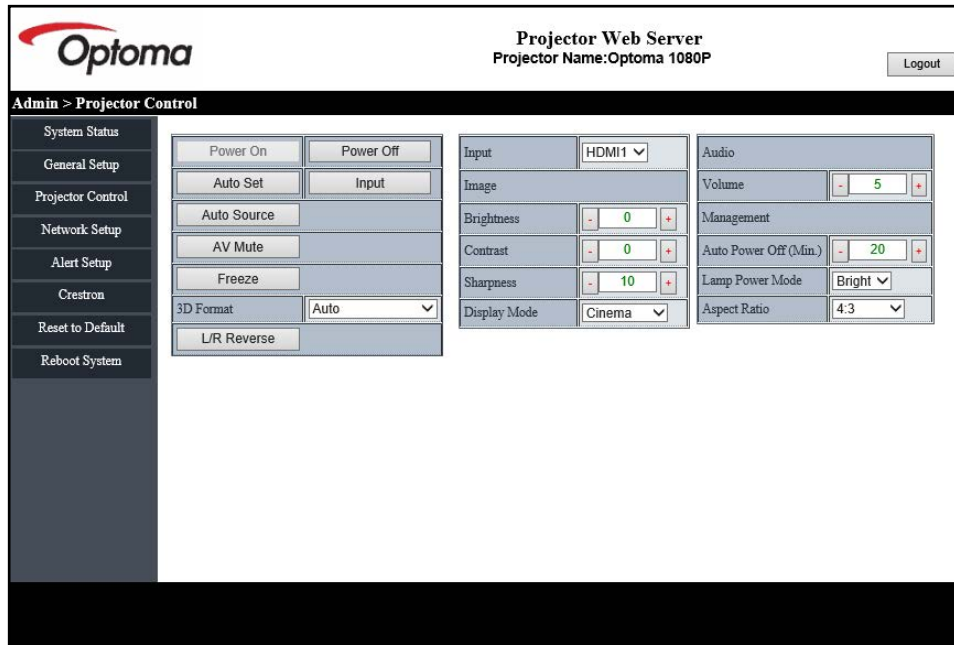 Optoma
Projector Web Server
Projector Name:Optoma 1080P
Logout
Admin > Projector Control
System Status
General Setup
Projector Control
Network Setup
Alert Setup
Crestron
Reset to Default
Reboot System
Power On Power Off
Auto Set Input
Auto Source
AV Mute
Freeze
3D Format Auto
L/R Reverse
Input HDMI1
Image
Brightness - 0 +
Contrast - 0 +
Sharpness - 10 +
Display Mode Cinema
Audio
Volume - 5 +
Management
Auto Power Off (Min.) - 20 +
Lamp Power Mode Bright
Aspect Ratio 4:3